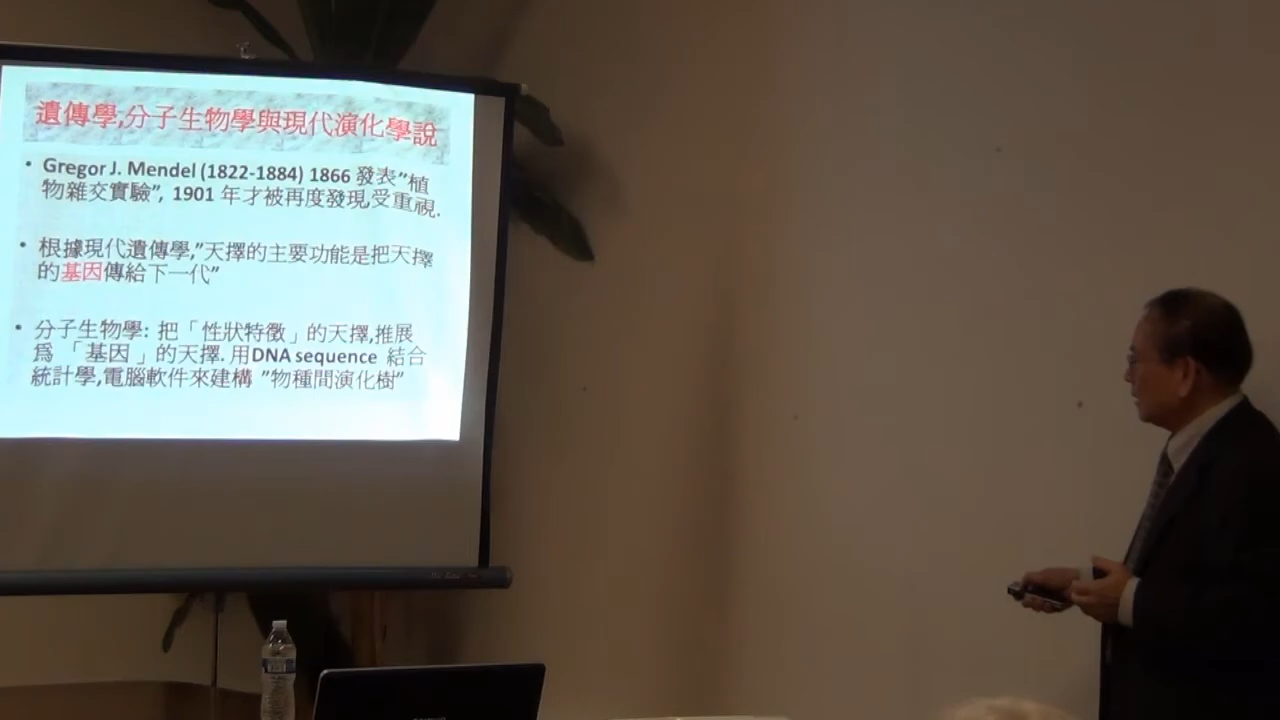 遺傳學,分子生物學與現代演化學說
• Gregor J. Mendel (1822-1884) 1866 發表”植
物雜交實驗”, 1901 年才被再度發現,受重視.
• 根據現代遺傳學,”天擇的主要功能是把天擇
的基因傳給下一代”
• 分子生物學: 把「性狀特徵」的天擇,推展
為 「基因」的天擇. 用DNA sequence 結合
統計學,電腦軟件來建構 ”物種間演化樹”